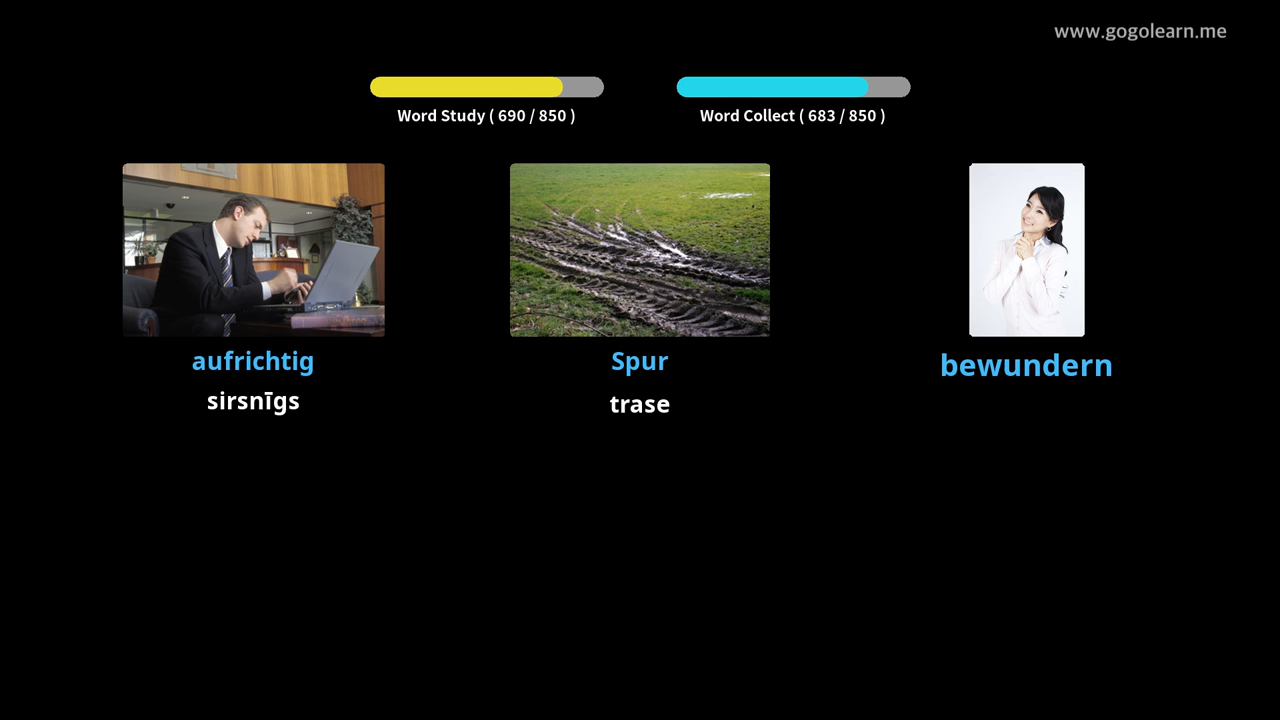 www.gogolearn.me
Word Study ( 690 / 850 )
Word Collect ( 683 / 850 )
aufrichtig
sirsnīgs
Spur
trase
bewundern